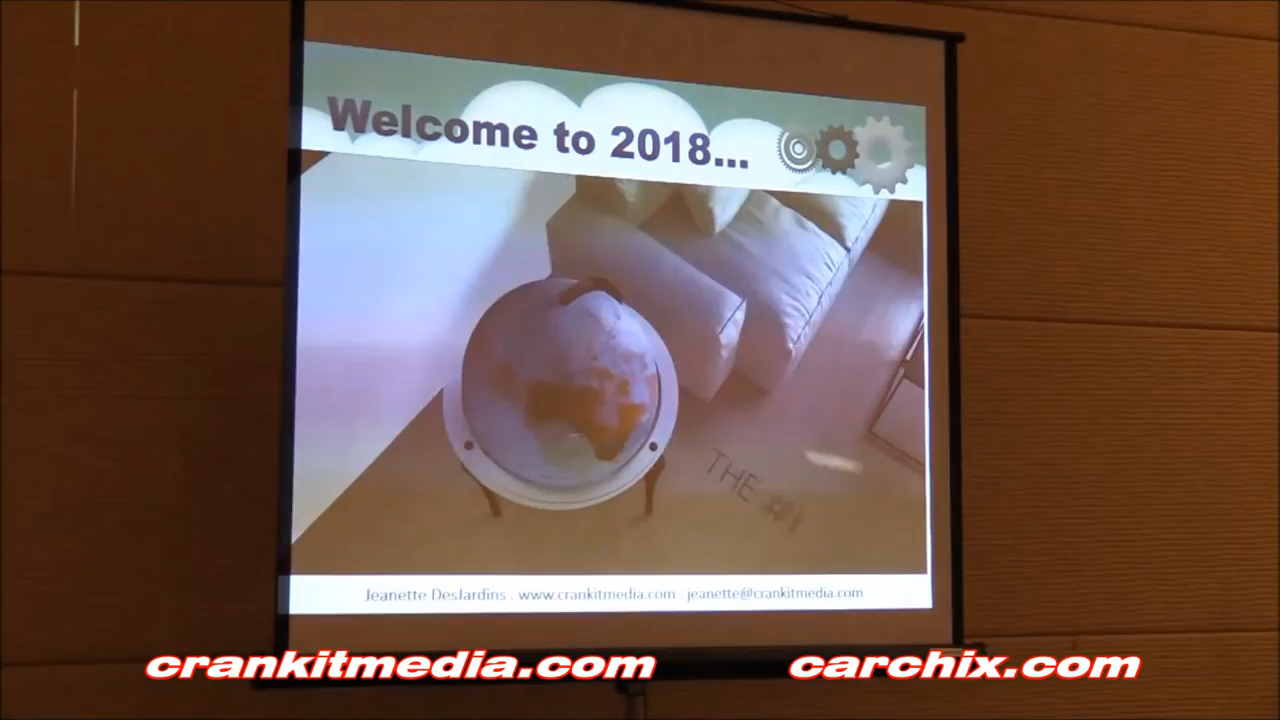 Welcome to 2018...
THE #1
Jeanette DesJardins . www.crankitmedia.com . jeanette@crankitmedia.com
crankitmedia.com carchix.com